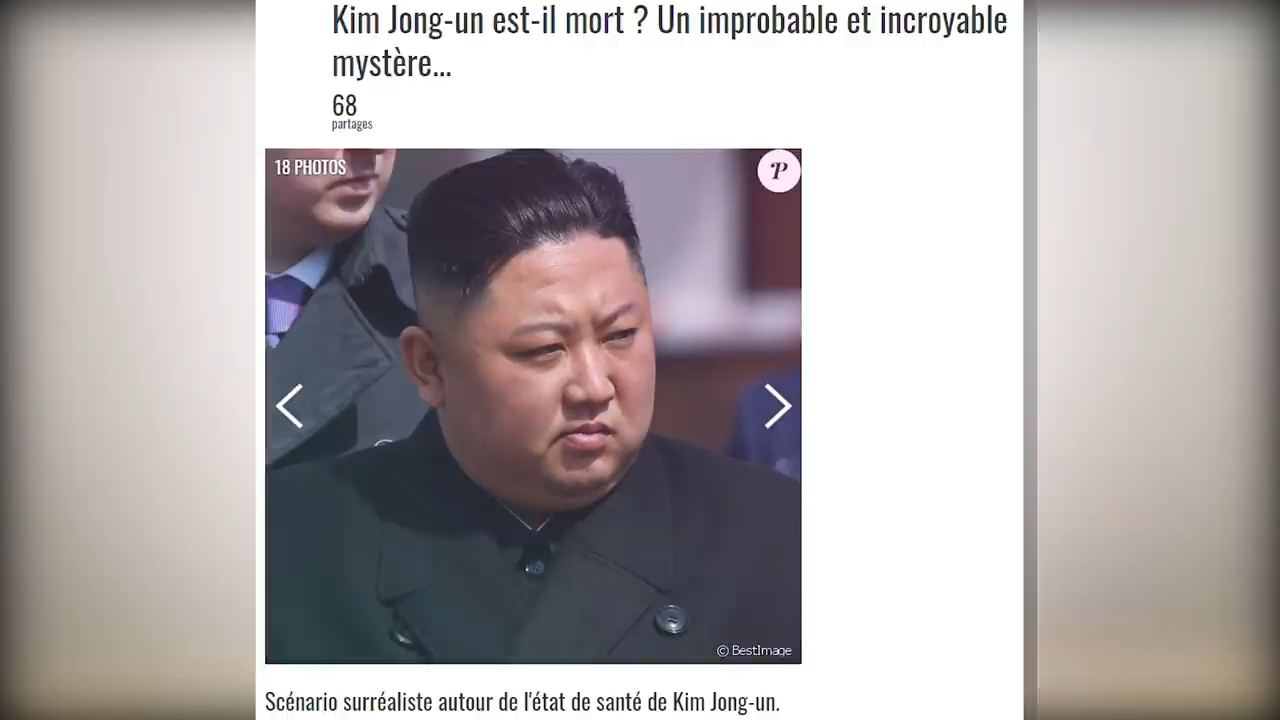 Kim Jong-un est-il mort ? Un improbable et incroyable
mystère...
68
partages
18 PHOTOS
P
© BestImage
Scénario surréaliste autour de l'état de santé de Kim Jong-un.